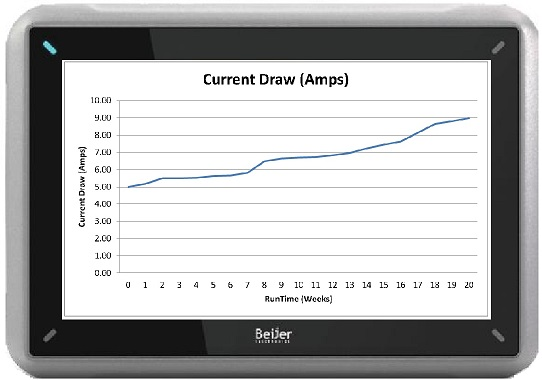 Current Draw (Amps)
10.00
9.00
8.00
7.00
6.00
5.00
4.00
3.00
2.00
1.00
0.00
Current Draw (Amps)
0 1 2 3 4 5 6 7 8 9 10 11 12 13 14 15 16 17 18 19 20
RunTime (Weeks)
Beijer
ELECTRONICS